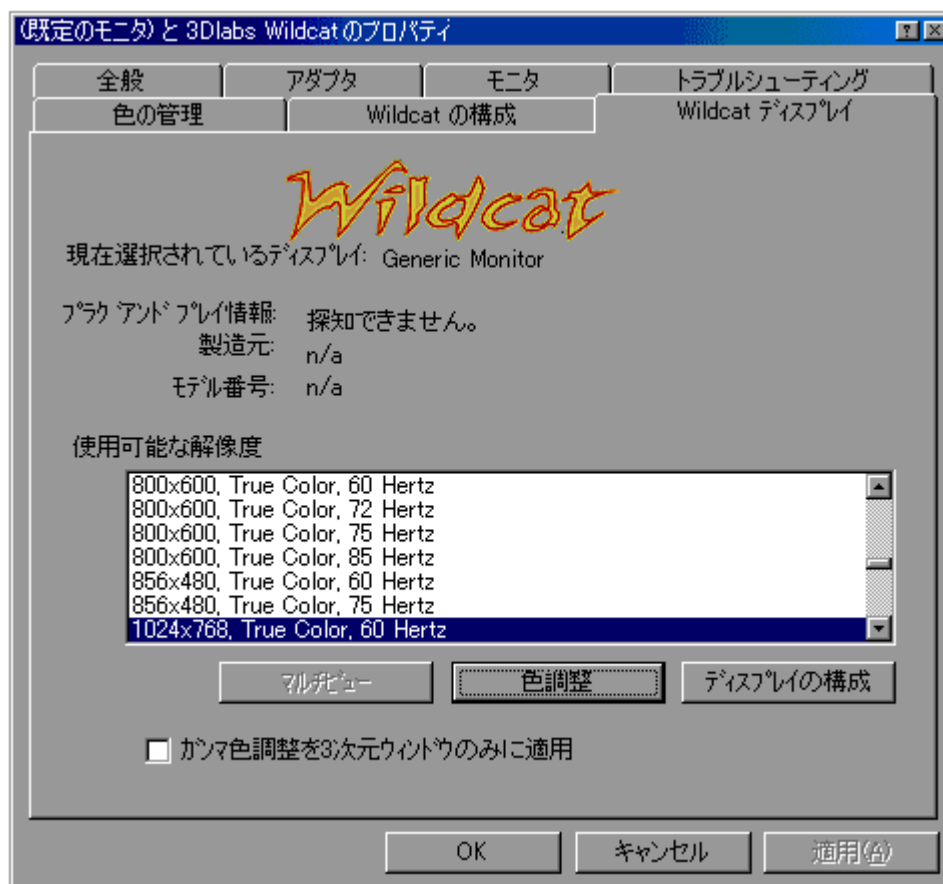 (既定のモニタ) と 3Dlabs Wildcat のプロパティ
全般 アダプタ モニタ トラブルシューティング
色の管理 Wildcat の構成 Wildcat ディスプレイ
Wildcat
現在選択されているディスプレイ: Generic Monitor
プラグ アンド プレイ情報: 探知できません。
製造元: n/a
モデル番号: n/a
使用可能な解像度
800x600, True Color, 60 Hertz
800x600, True Color, 72 Hertz
800x600, True Color, 75 Hertz
800x600, True Color, 85 Hertz
856x480, True Color, 60 Hertz
856x480, True Color, 75 Hertz
1024x768, True Color, 60 Hertz
マルチビュー 色調整 ディスプレイの構成
ガンマ色調整を3次元ウィンドウのみに適用
OK キャンセル 適用(A)